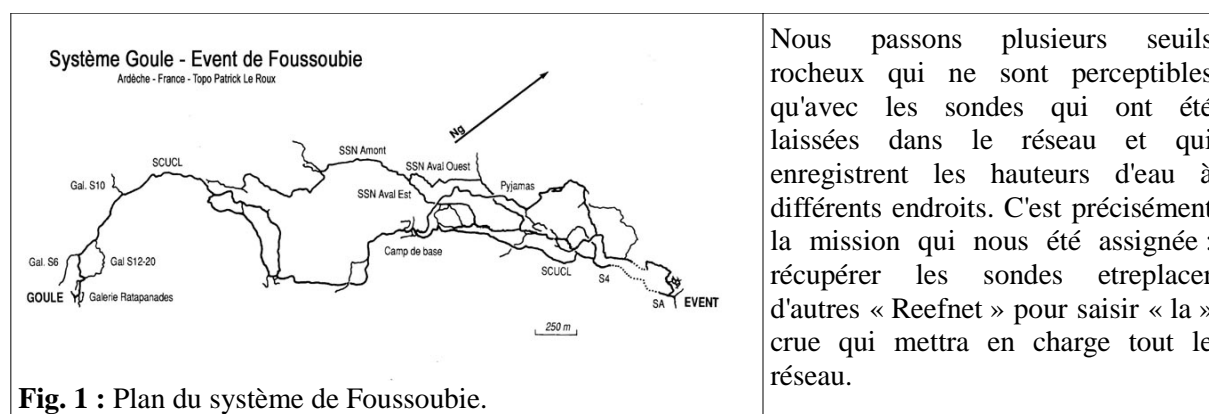 Système Goule - Event de Foussoubie
Ardèche - France - Topo Patrick Le Roux
Ng
SSN Amont
SCUCL
SSN Aval Ouest
Gal. S10
Pyjamas
SSN Aval Est
Camp de base
Gal. S6
Gal S12-20
SCUCL
S4
GOULE
Galerie Ratapanades
SA
EVENT
250 m
Fig. 1 : Plan du système de Foussoubie.
Nous passons plusieurs seuils
rocheux qui ne sont perceptibles
qu'avec les sondes qui ont été
laissées dans le réseau et qui
enregistrent les hauteurs d'eau à
différents endroits. C'est précisément
la mission qui nous été assignée :
récupérer les sondes etreplacer
d'autres « Reefnet » pour saisir « la »
crue qui mettra en charge tout le
réseau.